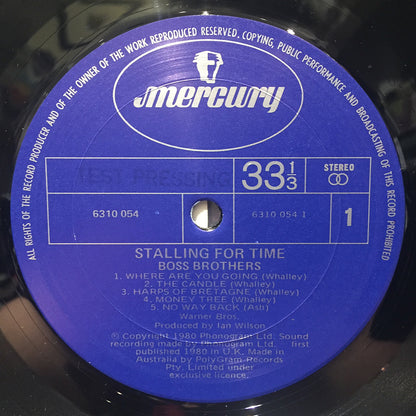 ALL RIGHTS OF THE RECORD PRODUCER AND OF THE OWNER OF THE WORK REPRODUCED RESERVED. COPYING, PUBLIC PERFORMANCE AND BROADCASTING OF THIS RECORD PROHIBITED
mercury
TEST PRESSING
33 1/3
STEREO
6310 054
6310 054 1
1
STALLING FOR TIME
BOSS BROTHERS
1. WHERE ARE YOU GOING (Whalley)
2. THE CANDLE (Whalley)
3. HARPS OF BRETAGNE (Whalley)
4. MONEY TREE (Whalley)
5. NO WAY BACK (Ash)
Warner Bros.
Produced by Ian Wilson
℗ Copyright 1980 Phonogram Ltd. Sound
recording made by Phonogram Ltd. first
published 1980 in U.K. Made in
Australia by PolyGram Records
Pty. Limited under
exclusive licence.